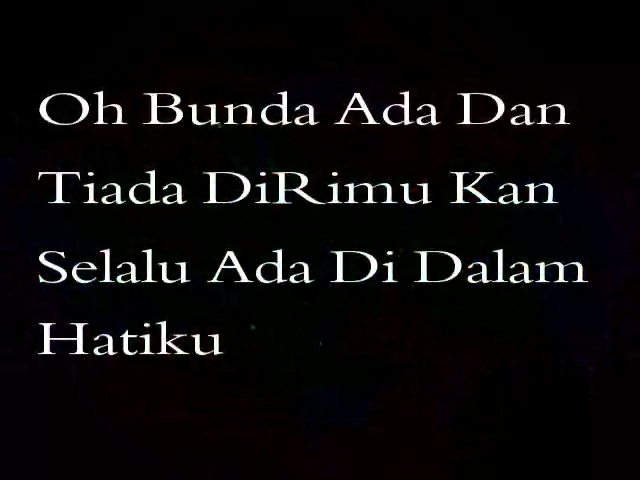 Oh Bunda Ada Dan
Tiada DiRimu Kan
Selalu Ada Di Dalam
Hatiku